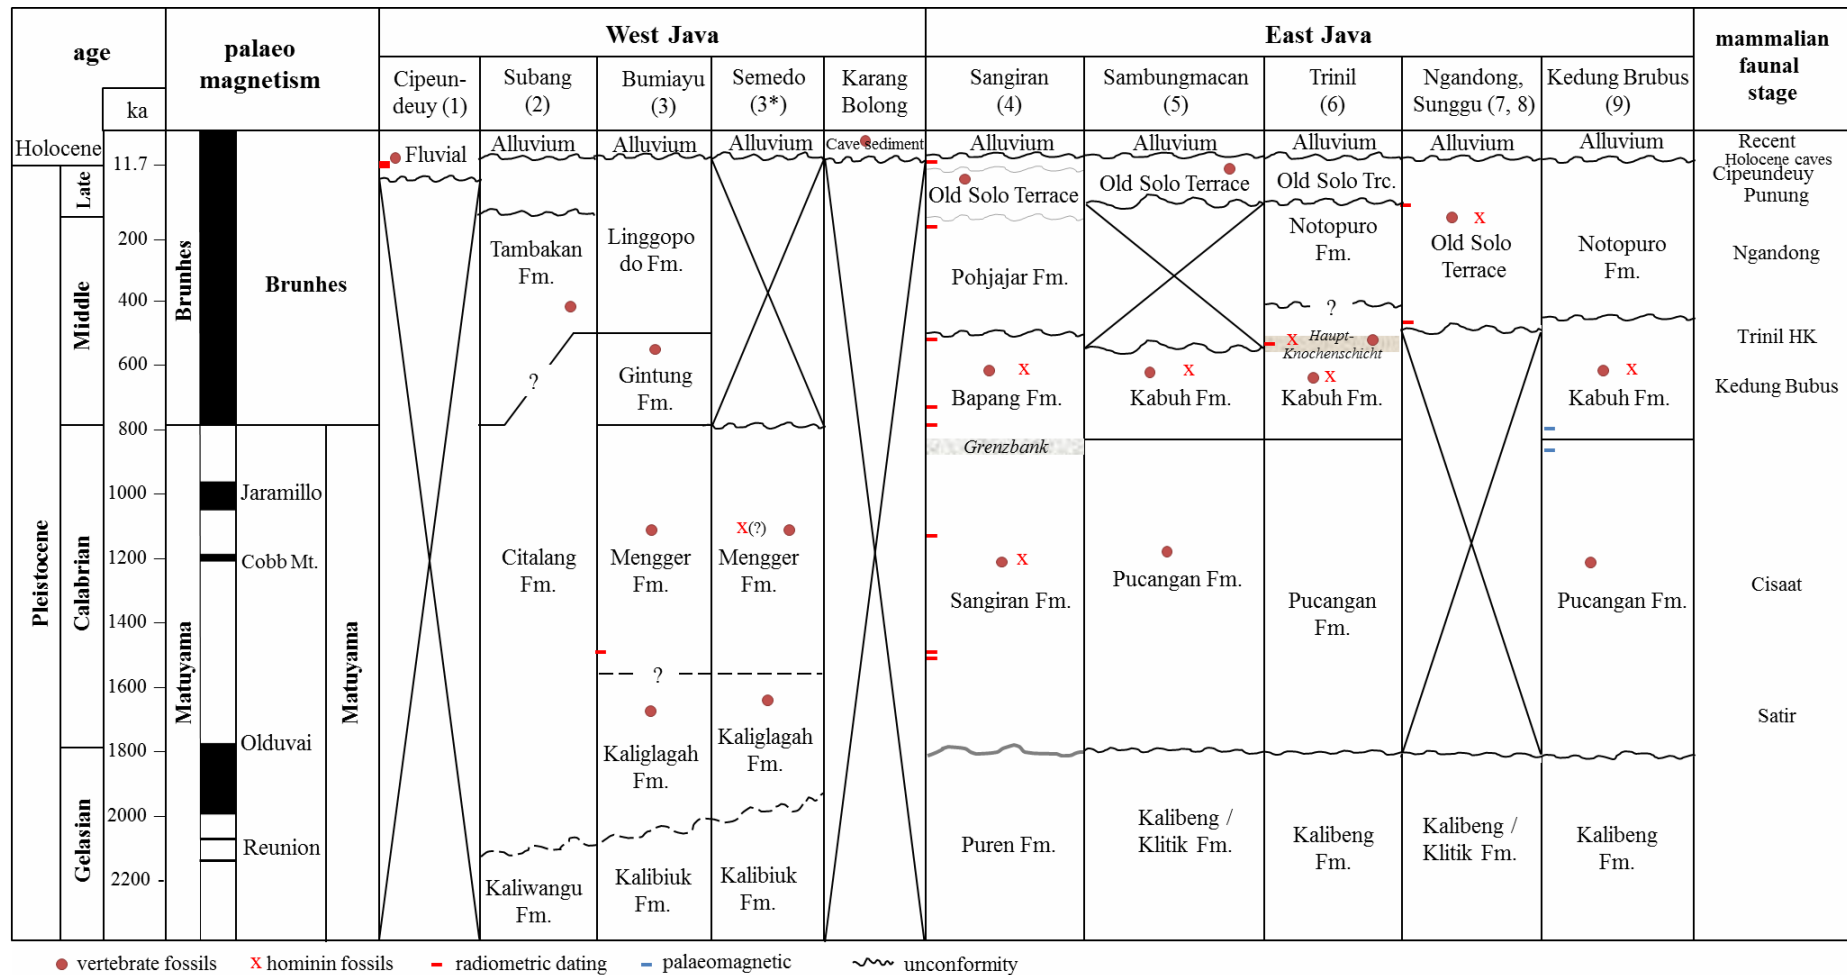 age
palaeo
magnetism
West Java
East Java
mammalian
faunal
stage
ka
Cipeun-
deuy (1)
Subang
(2)
Bumiayu
(3)
Semedo
(3*)
Karang
Bolong
Sangiran
(4)
Sambungmacan
(5)
Trinil
(6)
Ngandong,
Sunggu (7, 8)
Kedung Brubus
(9)
Holocene
11.7
200
400
600
800
1000
1200
1400
1600
1800
2000
2200
Pleistocene
Late
Middle
Calabrian
Gelasian
Brunhes
Matuyama
Brunhes
Jaramillo
Cobb Mt.
Olduvai
Reunion
Matuyama
Fluvial
Alluvium
Tambakan
Fm.
?
Citalang
Fm.
Kaliwangu
Fm.
Alluvium
Linggopo
do Fm.
Gintung
Fm.
Mengger
Fm.
?
Kaliglagah
Fm.
Kalibiuk
Fm.
Alluvium
x(?)
Mengger
Fm.
Kaliglagah
Fm.
Kalibiuk
Fm.
Cave sediment
Alluvium
Old Solo Terrace
Pohjajar Fm.
x
Bapang Fm.
Grenzbank
x
Sangiran Fm.
Puren Fm.
Alluvium
Old Solo Terrace
x
Kabuh Fm.
Pucangan Fm.
Kalibeng /
Klitik Fm.
Alluvium
Old Solo Trc.
Notopuro
Fm.
?
x
Haupt-
Knochenschicht
x
Kabuh Fm.
Pucangan
Fm.
Kalibeng
Fm.
Alluvium
x
Old Solo
Terrace
Kalibeng /
Klitik Fm.
Alluvium
Notopuro
Fm.
x
Kabuh Fm.
Pucangan Fm.
Kalibeng
Fm.
Recent
Holocene caves
Cipeundeuy
Punung
Ngandong
Trinil HK
Kedung Bubus
Cisaat
Satir
vertebrate fossils
x hominin fossils
radiometric dating
palaeomagnetic
unconformity